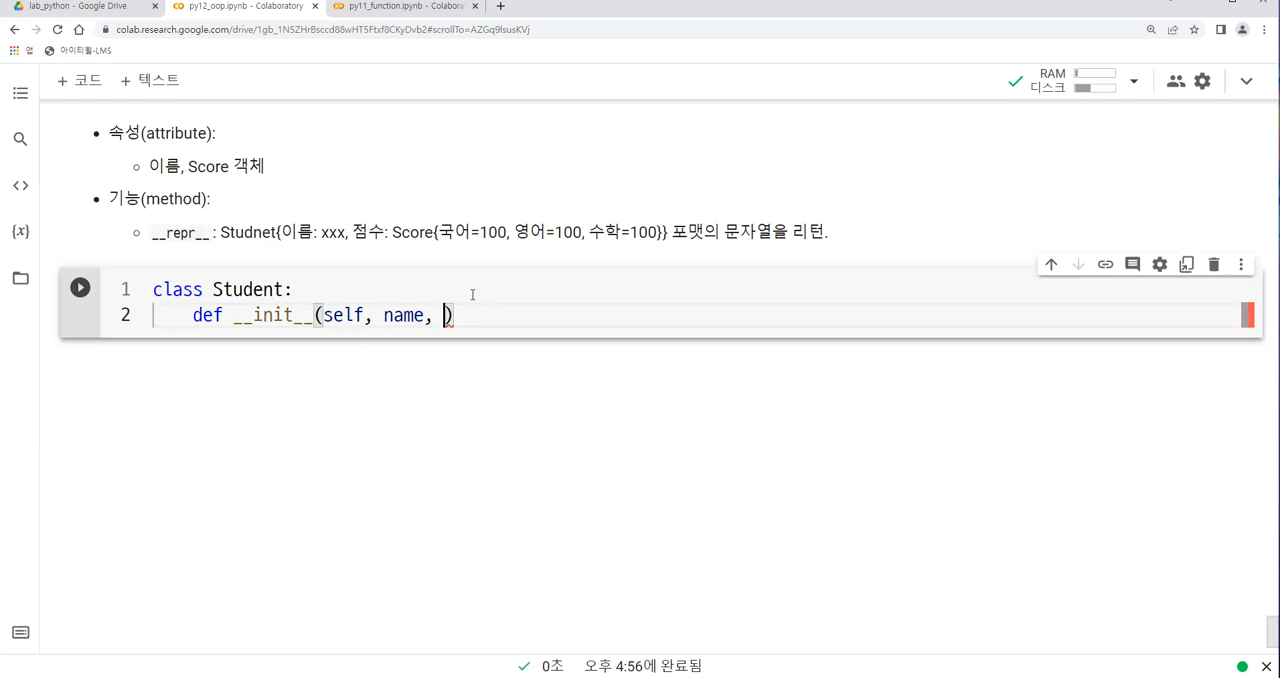 lab_python - Google Drive
py12_oop.ipynb - Colaboratory
py11_function.ipynb - Colabora
colab.research.google.com/drive/1gb_1N5ZHrBsccd88wHT5Ftxf8CKyDvb2#scrollTo=AZGq9lsusKVj
앱 아이티윌-LMS
+ 코드 + 텍스트
RAM
디스크
• 속성(attribute):
○ 이름, Score 객체
• 기능(method):
○ __repr__ : Studnet{이름: xxx, 점수: Score{국어=100, 영어=100, 수학=100}} 포맷의 문자열을 리턴.
1 class Student:
2 def __init__(self, name, )
0초 오후 4:56에 완료됨